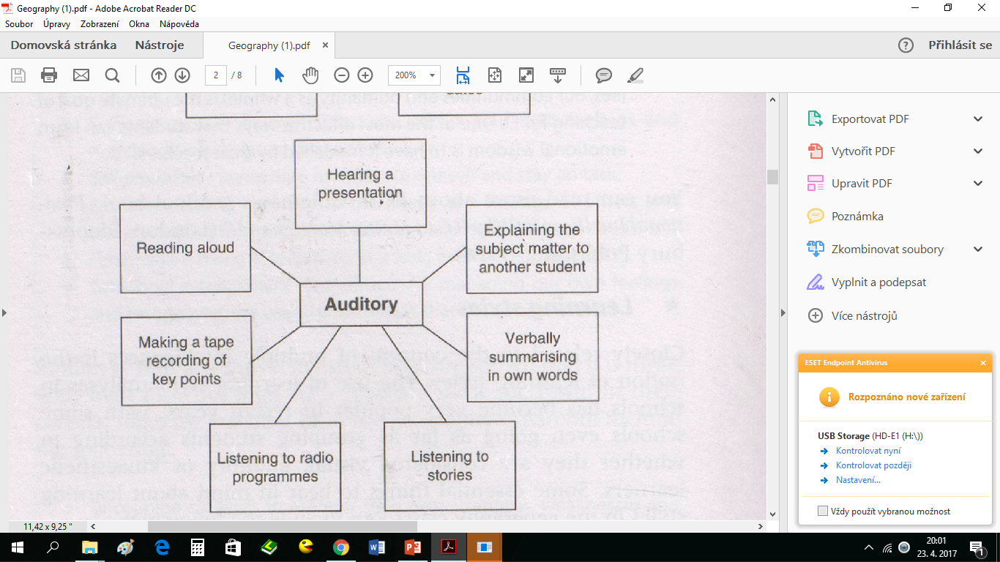 Geography (1).pdf - Adobe Acrobat Reader DC
Soubor Úpravy Zobrazení Okna Nápověda
Domovská stránka Nástroje Geography (1).pdf × Přihlásit se
2 / 8 200%
Exportovat PDF
Vytvořit PDF
Upravit PDF
Poznámka
Zkombinovat soubory
Vyplnit a podepsat
Více nástrojů
Hearing a
presentation
Reading aloud
Explaining the
subject matter to
another student
Auditory
Making a tape
recording of
key points
Verbally
summarising
in own words
Listening to radio
programmes
Listening to
stories
ESET Endpoint Antivirus
Rozpoznáno nové zařízení
USB Storage (HD-E1 (H:\))
Kontrolovat nyní
Kontrolovat později
Nastavení...
Vždy použít vybranou možnost
11,42 x 9,25 "
20:01
23. 4. 2017